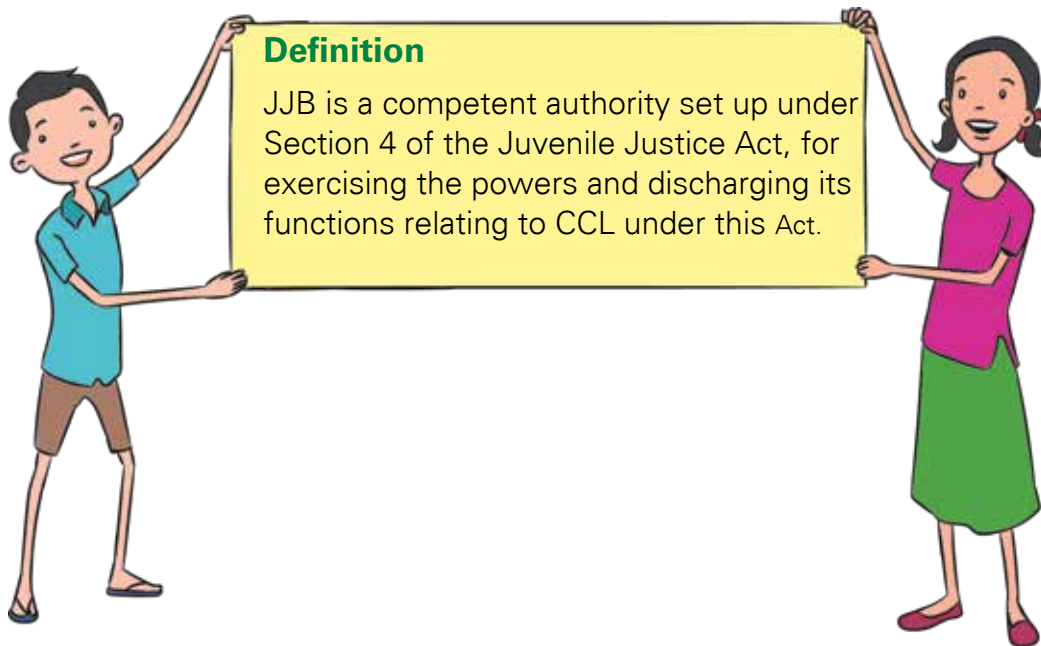 Definition
JJB is a competent authority set up under
Section 4 of the Juvenile Justice Act, for
exercising the powers and discharging its
functions relating to CCL under this Act.